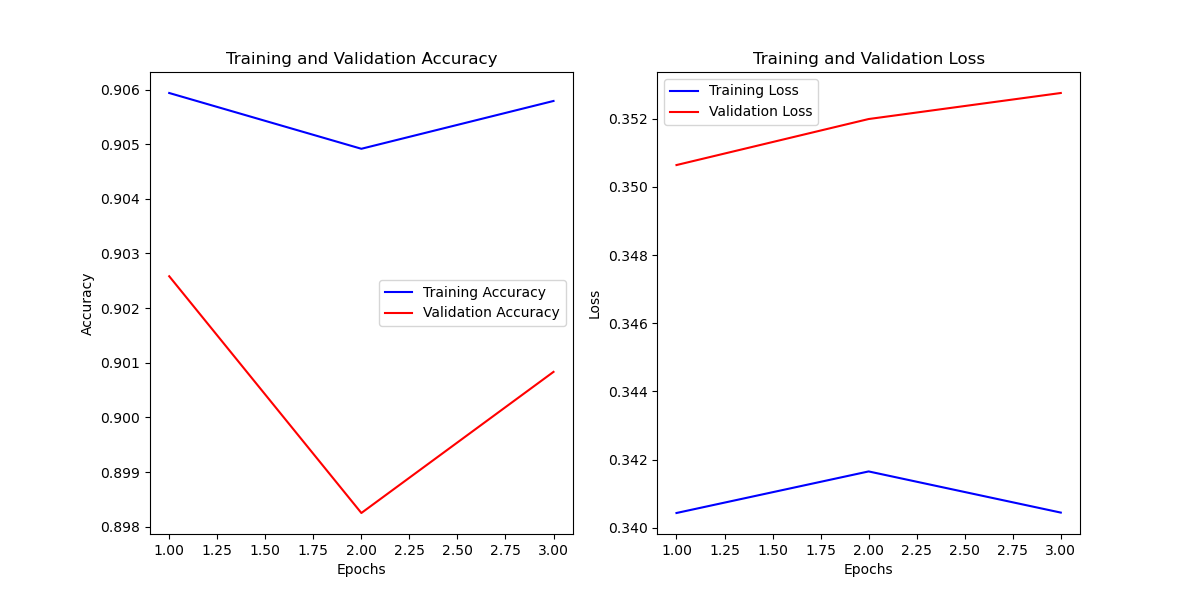 Training and Validation Accuracy
0.906
0.905
0.904
0.903
0.902
0.901
0.900
0.899
0.898
Accuracy
Training Accuracy
Validation Accuracy
1.00 1.25 1.50 1.75 2.00 2.25 2.50 2.75 3.00
Epochs
Training and Validation Loss
Training Loss
Validation Loss
0.352
0.350
0.348
0.346
0.344
0.342
0.340
Loss
1.00 1.25 1.50 1.75 2.00 2.25 2.50 2.75 3.00
Epochs